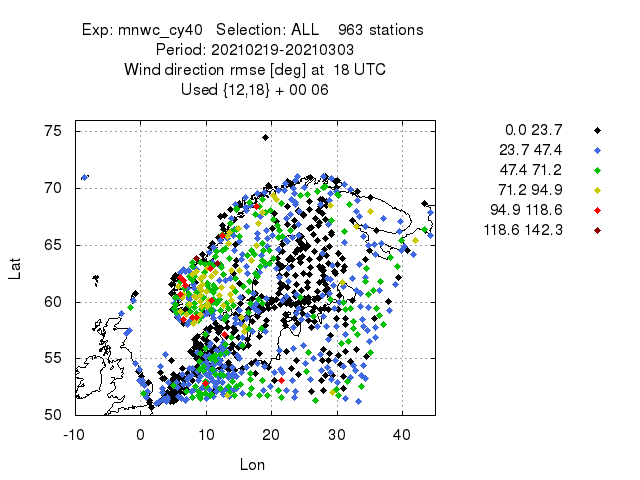 Exp: mnwc_cy40   Selection: ALL    963 stations
Period: 20210219-20210303
Wind direction rmse [deg] at  18 UTC
Used {12,18} + 00 06
0.0 23.7
23.7 47.4
47.4 71.2
71.2 94.9
94.9 118.6
118.6 142.3
75
70
65
60
55
50
Lat
-10 0 10 20 30 40
Lon